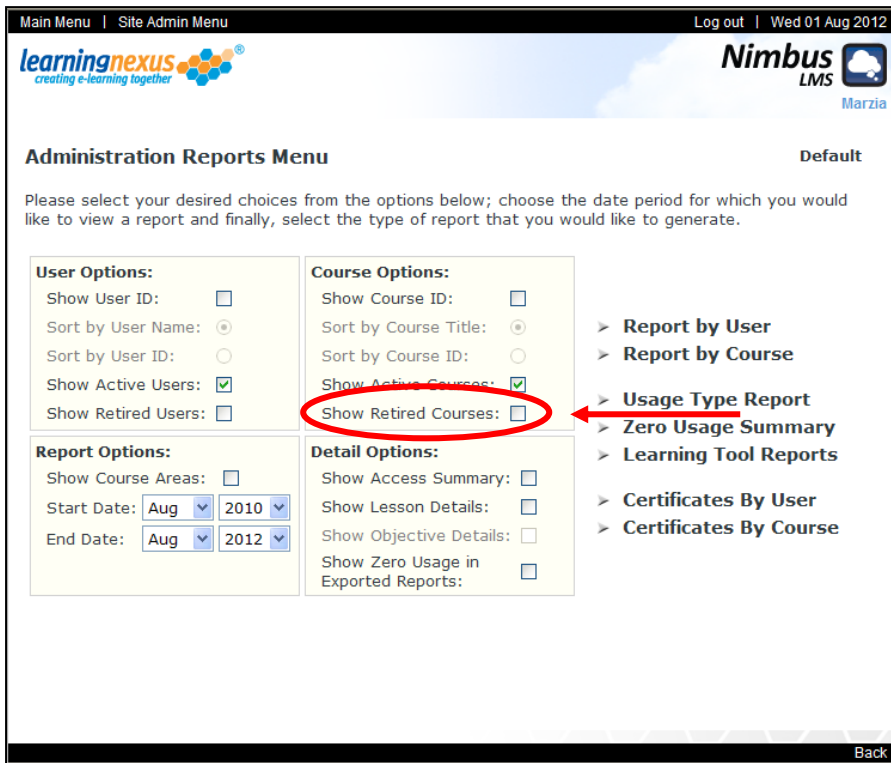 Main Menu | Site Admin Menu
Log out | Wed 01 Aug 2012
learningnexus®
creating e-learning together
Nimbus
LMS
Marzia
Administration Reports Menu
Default
Please select your desired choices from the options below; choose the date period for which you would
like to view a report and finally, select the type of report that you would like to generate.
User Options:
Show User ID:
Sort by User Name:
Sort by User ID:
Show Active Users:
Show Retired Users:
Course Options:
Show Course ID:
Sort by Course Title:
Sort by Course ID:
Show Active Courses:
Show Retired Courses:
Report Options:
Show Course Areas:
Start Date: Aug 2010
End Date: Aug 2012
Detail Options:
Show Access Summary:
Show Lesson Details:
Show Objective Details:
Show Zero Usage in
Exported Reports:
Report by User
Report by Course
Usage Type Report
Zero Usage Summary
Learning Tool Reports
Certificates By User
Certificates By Course
Back